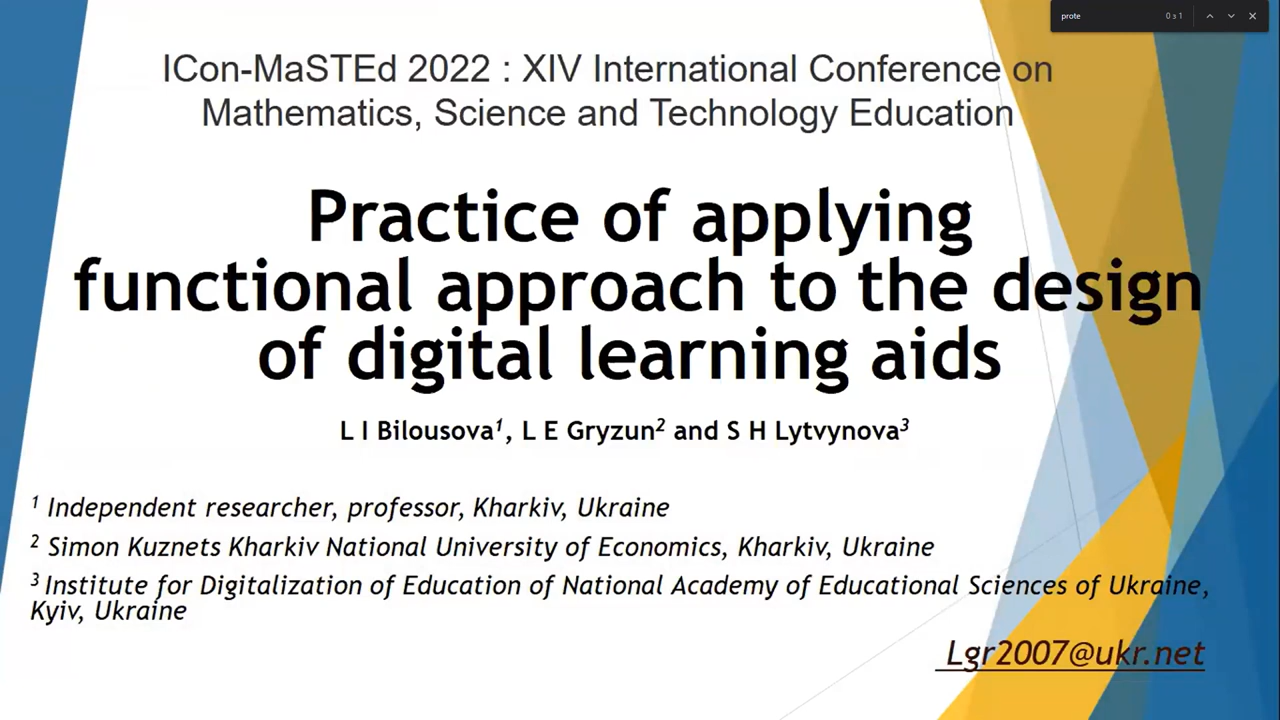 prote
0 з 1
ICon-MaSTEd 2022 : XIV International Conference on
Mathematics, Science and Technology Education
Practice of applying
functional approach to the design
of digital learning aids
L I Bilousova¹, L E Gryzun² and S H Lytvynova³
¹ Independent researcher, professor, Kharkiv, Ukraine
² Simon Kuznets Kharkiv National University of Economics, Kharkiv, Ukraine
³ Institute for Digitalization of Education of National Academy of Educational Sciences of Ukraine,
Kyiv, Ukraine
Lgr2007@ukr.net